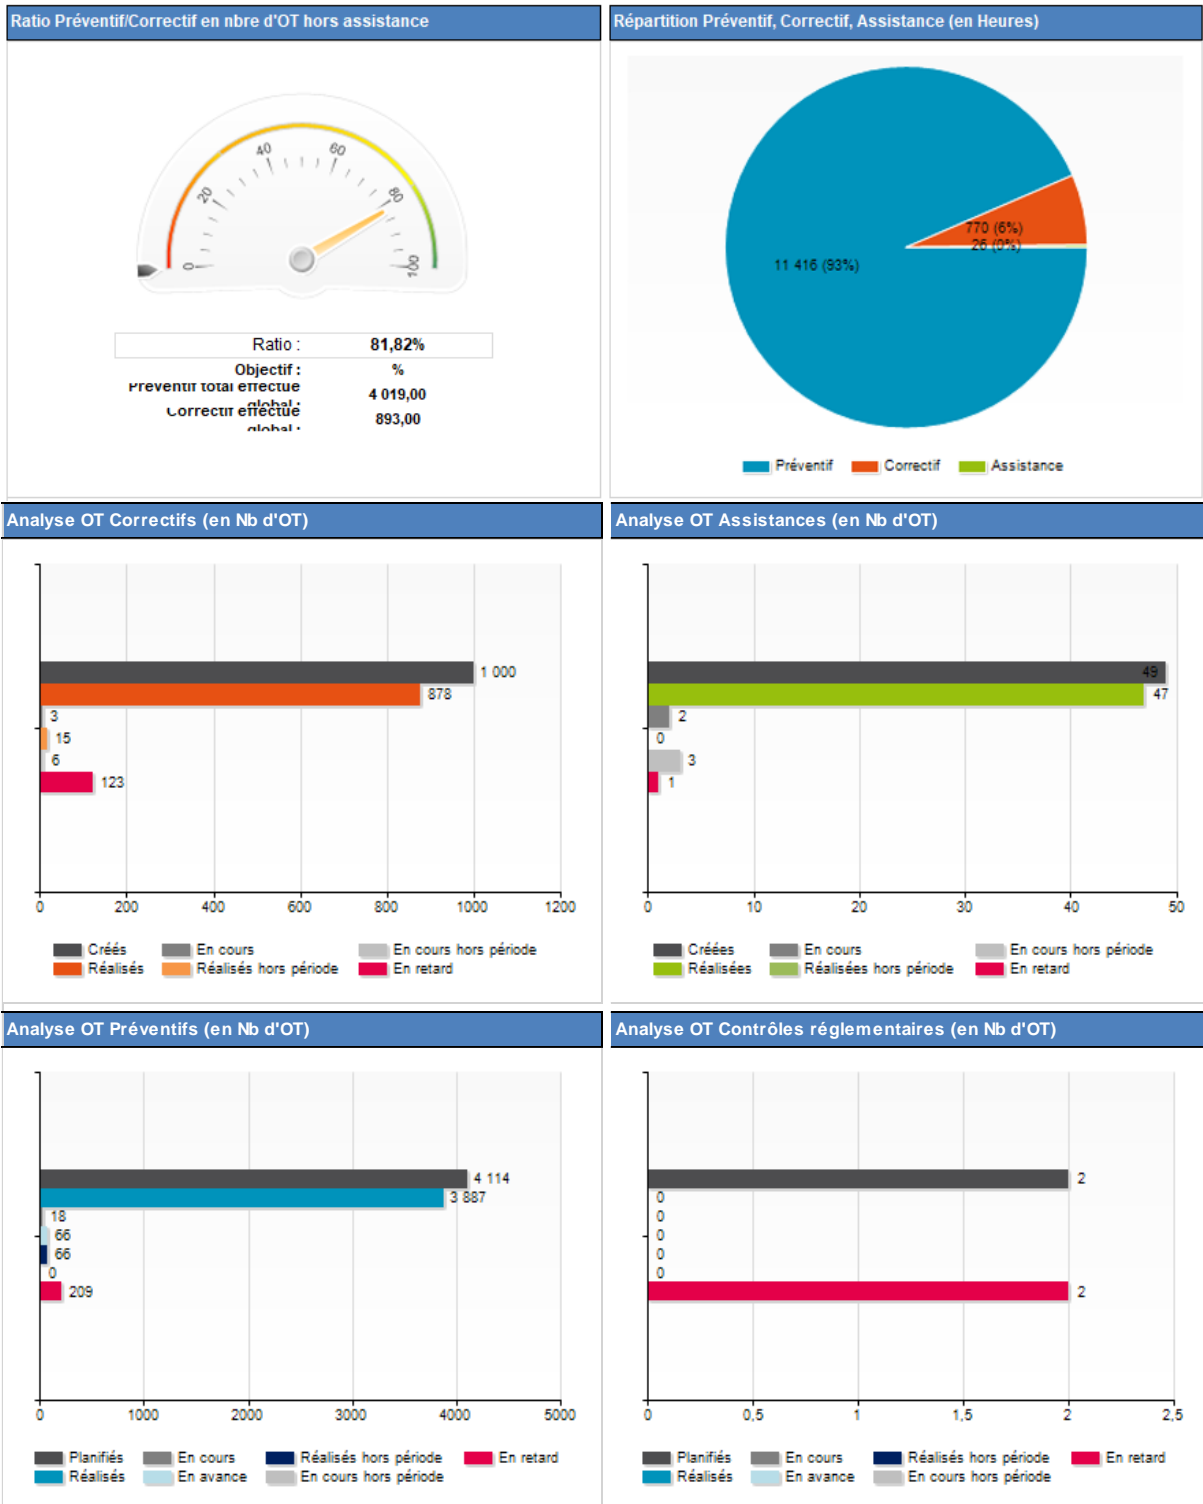 Ratio Préventif/Correctif en nbre d'OT hors assistance
0
20
40
60
80
100
Ratio :
81,82%
Objectif :
%
Préventif total effectué
global :
4 019,00
Correctif effectué
global :
893,00
Répartition Préventif, Correctif, Assistance (en Heures)
770 (6%)
26 (0%)
11 416 (93%)
Préventif Correctif Assistance
Analyse OT Correctifs (en Nb d'OT)
1 000
878
3
15
6
123
0 200 400 600 800 1000 1200
Créés En cours En cours hors période
Réalisés Réalisés hors période En retard
Analyse OT Assistances (en Nb d'OT)
49
47
2
0
3
1
0 10 20 30 40 50
Créées En cours En cours hors période
Réalisées Réalisées hors période En retard
Analyse OT Préventifs (en Nb d'OT)
4 114
3 887
18
66
66
0
209
0 1000 2000 3000 4000 5000
Planifiés En cours Réalisés hors période En retard
Réalisés En avance En cours hors période
Analyse OT Contrôles réglementaires (en Nb d'OT)
2
0
0
0
0
0
2
0 0,5 1 1,5 2 2,5
Planifiés En cours Réalisés hors période En retard
Réalisés En avance En cours hors période